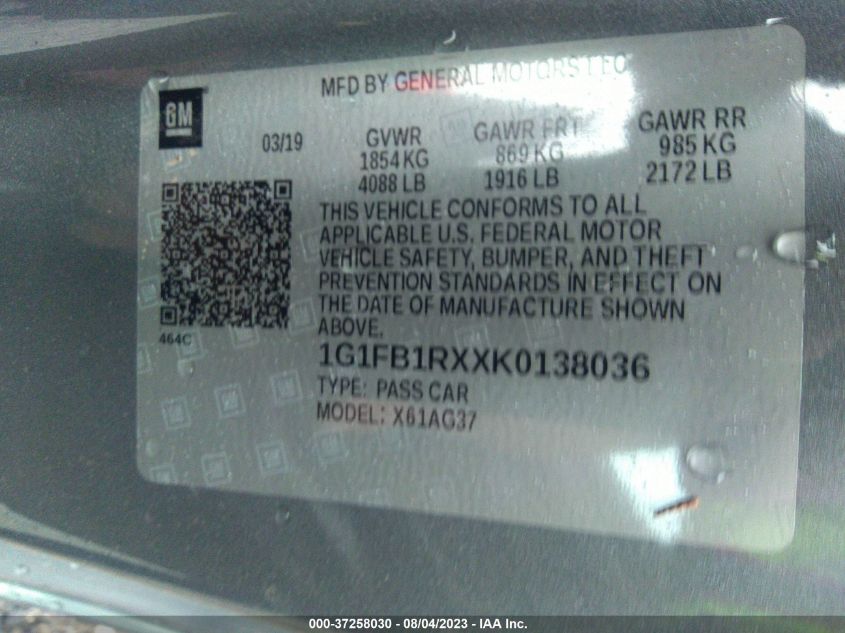 MFD BY GENERAL MOTORS LLC
GM
03/19
GVWR GAWR FRT GAWR RR
1854 KG 869 KG 985 KG
4088 LB 1916 LB 2172 LB
THIS VEHICLE CONFORMS TO ALL
APPLICABLE U.S. FEDERAL MOTOR
VEHICLE SAFETY, BUMPER, AND THEFT
PREVENTION STANDARDS IN EFFECT ON
THE DATE OF MANUFACTURE SHOWN
ABOVE.
464C
1G1FB1RXXK0138036
TYPE: PASS CAR
MODEL: X61AG37
000-37258030 - 08/04/2023 - IAA Inc.